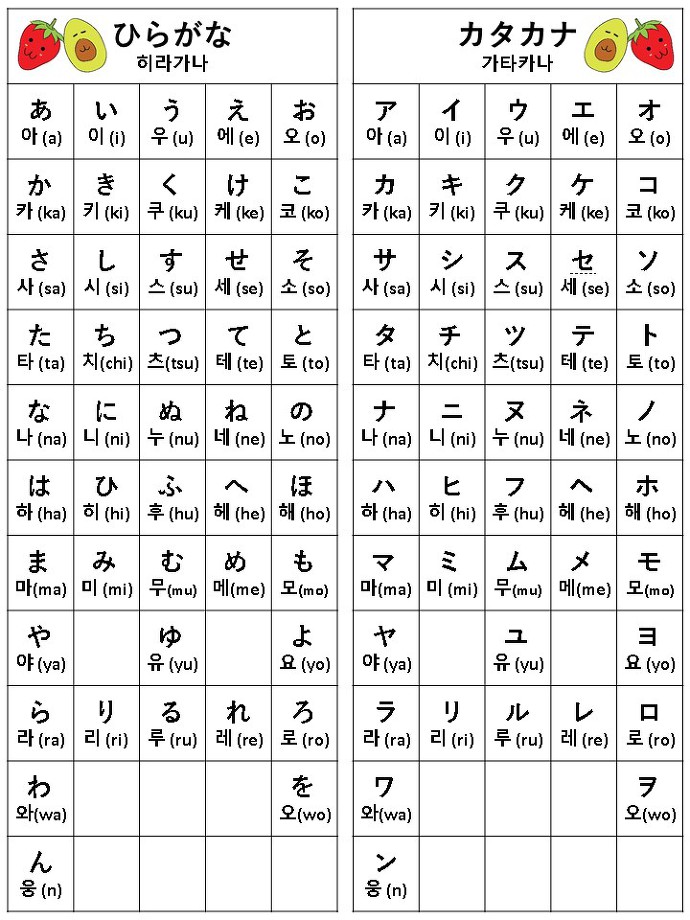 ひらがな
히라가나
あ い う え お
아 (a) 이 (i) 우 (u) 에 (e) 오 (o)
か き く け こ
카 (ka) 키 (ki) 쿠 (ku) 케 (ke) 코 (ko)
さ し す せ そ
사 (sa) 시 (si) 스 (su) 세 (se) 소 (so)
た ち つ て と
타 (ta) 치(chi) 츠(tsu) 테 (te) 토 (to)
な に ぬ ね の
나 (na) 니 (ni) 누 (nu) 네 (ne) 노 (no)
は ひ ふ へ ほ
하 (ha) 히 (hi) 후 (hu) 헤 (he) 해 (ho)
ま み む め も
마(ma) 미 (mi) 무(mu) 메(me) 모(mo)
や ゆ よ
야 (ya) 유 (yu) 요 (yo)
ら り る れ ろ
라 (ra) 리 (ri) 루 (ru) 레 (re) 로 (ro)
わ を
와(wa) 오(wo)
ん
웅 (n)
カタカナ
가타카나
ア イ ウ エ オ
아 (a) 이 (i) 우 (u) 에 (e) 오 (o)
カ キ ク ケ コ
카 (ka) 키 (ki) 쿠 (ku) 케 (ke) 코 (ko)
サ シ ス セ ソ
사 (sa) 시 (si) 스 (su) 세 (se) 소 (so)
タ チ ツ テ ト
타 (ta) 치(chi) 츠(tsu) 테 (te) 토 (to)
ナ ニ ヌ ネ ノ
나 (na) 니 (ni) 누 (nu) 네 (ne) 노 (no)
ハ ヒ フ ヘ ホ
하 (ha) 히 (hi) 후 (hu) 헤 (he) 해 (ho)
マ ミ ム メ モ
마(ma) 미 (mi) 무(mu) 메(me) 모(mo)
ヤ ユ ヨ
야 (ya) 유 (yu) 요 (yo)
ラ リ ル レ ロ
라 (ra) 리 (ri) 루 (ru) 레 (re) 로 (ro)
ワ ヲ
와(wa) 오(wo)
ン
웅 (n)